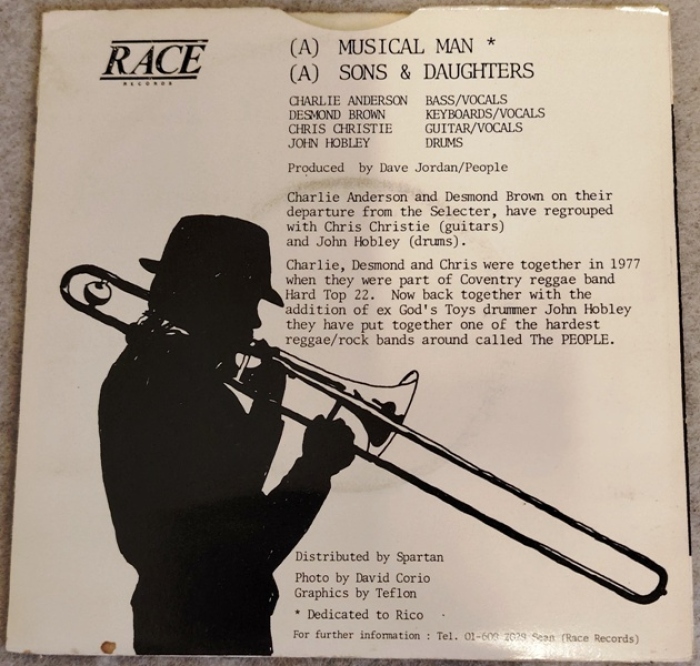 RACE
RECORDS
(A) MUSICAL MAN *
(A) SONS & DAUGHTERS
CHARLIE ANDERSON BASS/VOCALS
DESMOND BROWN KEYBOARDS/VOCALS
CHRIS CHRISTIE GUITAR/VOCALS
JOHN HOBLEY DRUMS
Produced by Dave Jordan/People
Charlie Anderson and Desmond Brown on their
departure from the Selecter, have regrouped
with Chris Christie (guitars)
and John Hobley (drums).
Charlie, Desmond and Chris were together in 1977
when they were part of Coventry reggae band
Hard Top 22. Now back together with the
addition of ex God's Toys drummer John Hobley
they have put together one of the hardest
reggae/rock bands around called The PEOPLE.
Distributed by Spartan
Photo by David Corio
Graphics by Teflon
* Dedicated to Rico
For further information : Tel. Sean (Race Records)